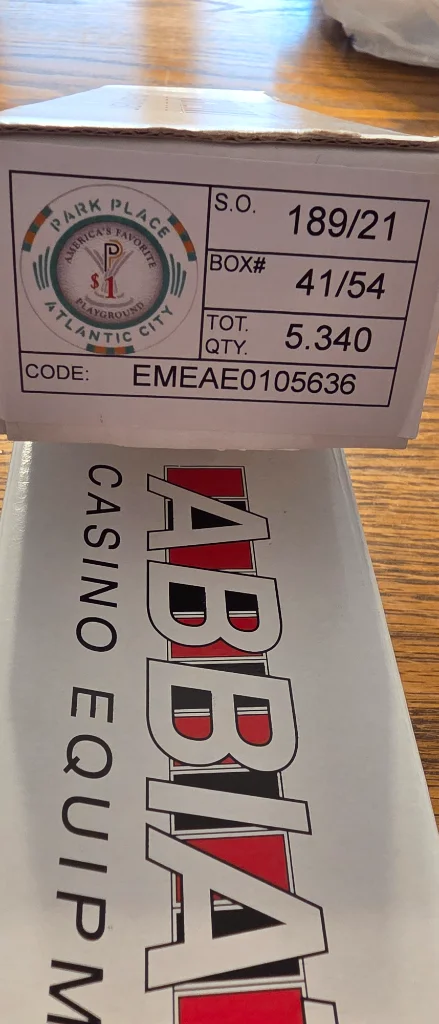 PARK PLACE
AMERICA'S FAVORITE
P
$1
PLAYGROUND
ATLANTIC CITY
S.O. 189/21
BOX# 41/54
TOT. QTY. 5.340
CODE: EMEAE0105636
ABBIA
CASINO EQUIPM